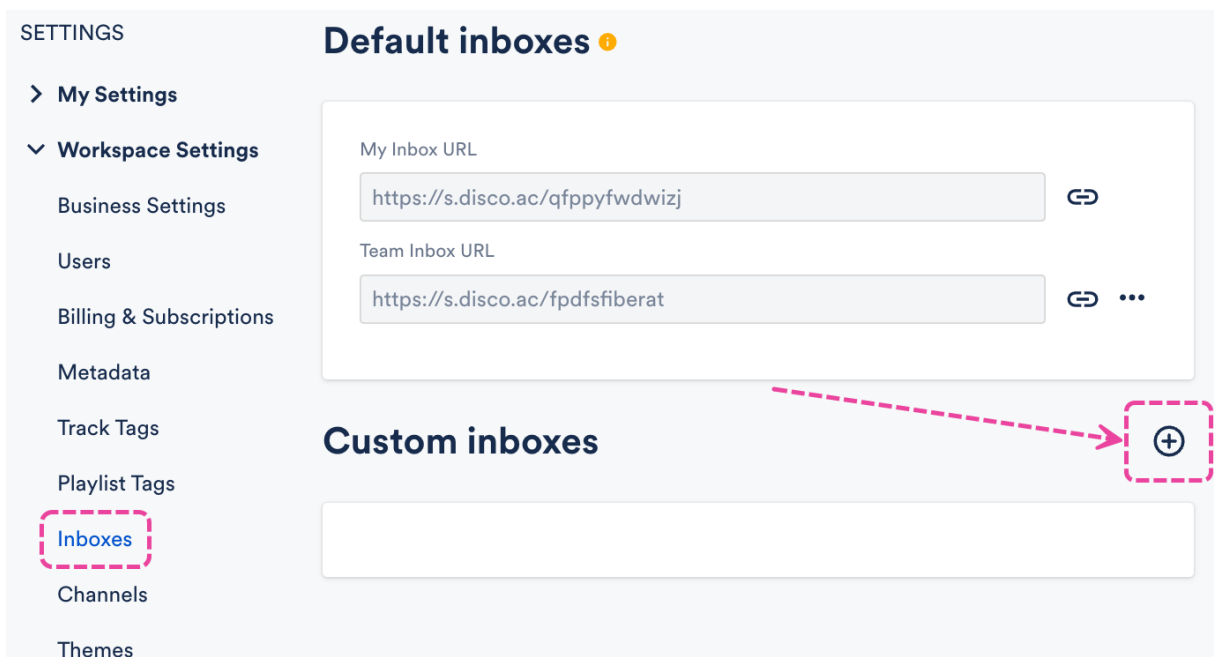 SETTINGS
My Settings
Workspace Settings
Business Settings
Users
Billing & Subscriptions
Metadata
Track Tags
Playlist Tags
Inboxes
Channels
Themes
Default inboxes
My Inbox URL
https://s.disco.ac/qfppyfwdwizj
Team Inbox URL
https://s.disco.ac/fpdfsfiberat
Custom inboxes